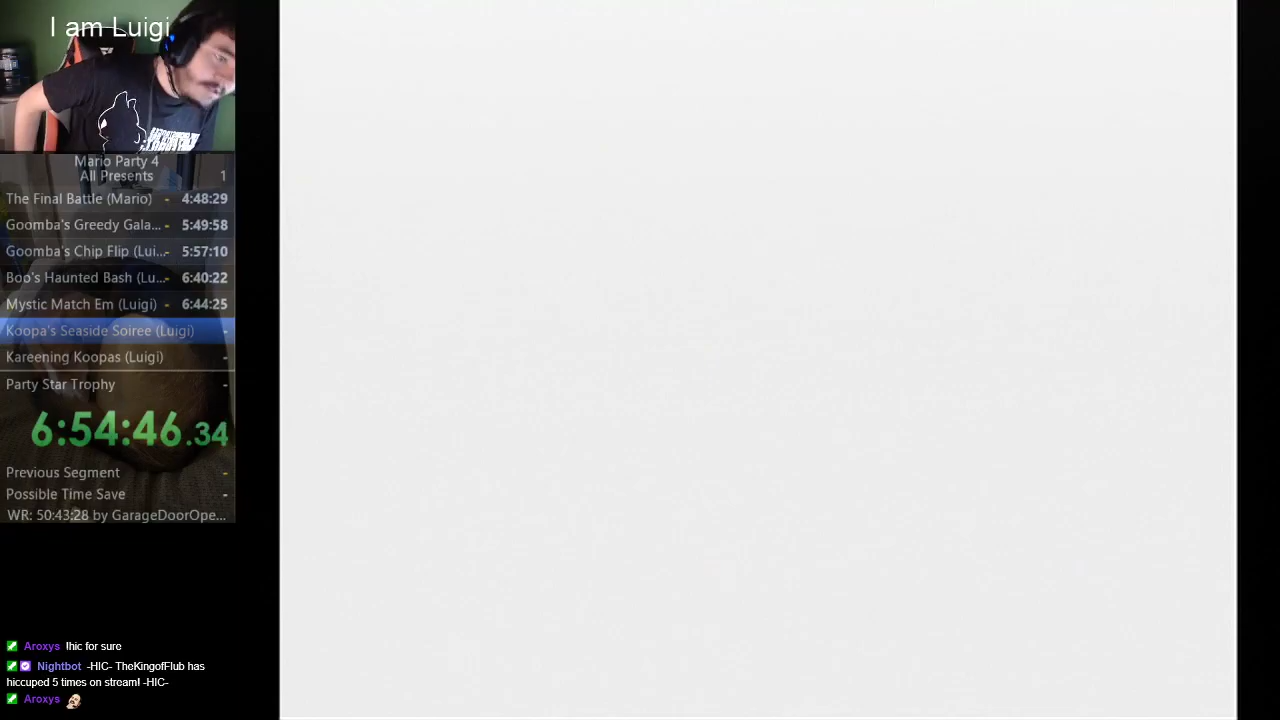 I am Luigi
Mario Party 4
All Presents 1
The Final Battle (Mario) - 4:48:29
Goomba's Greedy Gala... - 5:49:58
Goomba's Chip Flip (Lui... - 5:57:10
Boo's Haunted Bash (Lu... - 6:40:22
Mystic Match Em (Luigi) - 6:44:25
Koopa's Seaside Soiree (Luigi) -
Kareening Koopas (Luigi) -
Party Star Trophy -
6:54:46.34
Previous Segment -
Possible Time Save -
WR: 50:43:28 by GarageDoorOpe...
Aroxys !hic for sure
Nightbot -HIC- TheKingofFlub has
hiccuped 5 times on stream! -HIC-
Aroxys